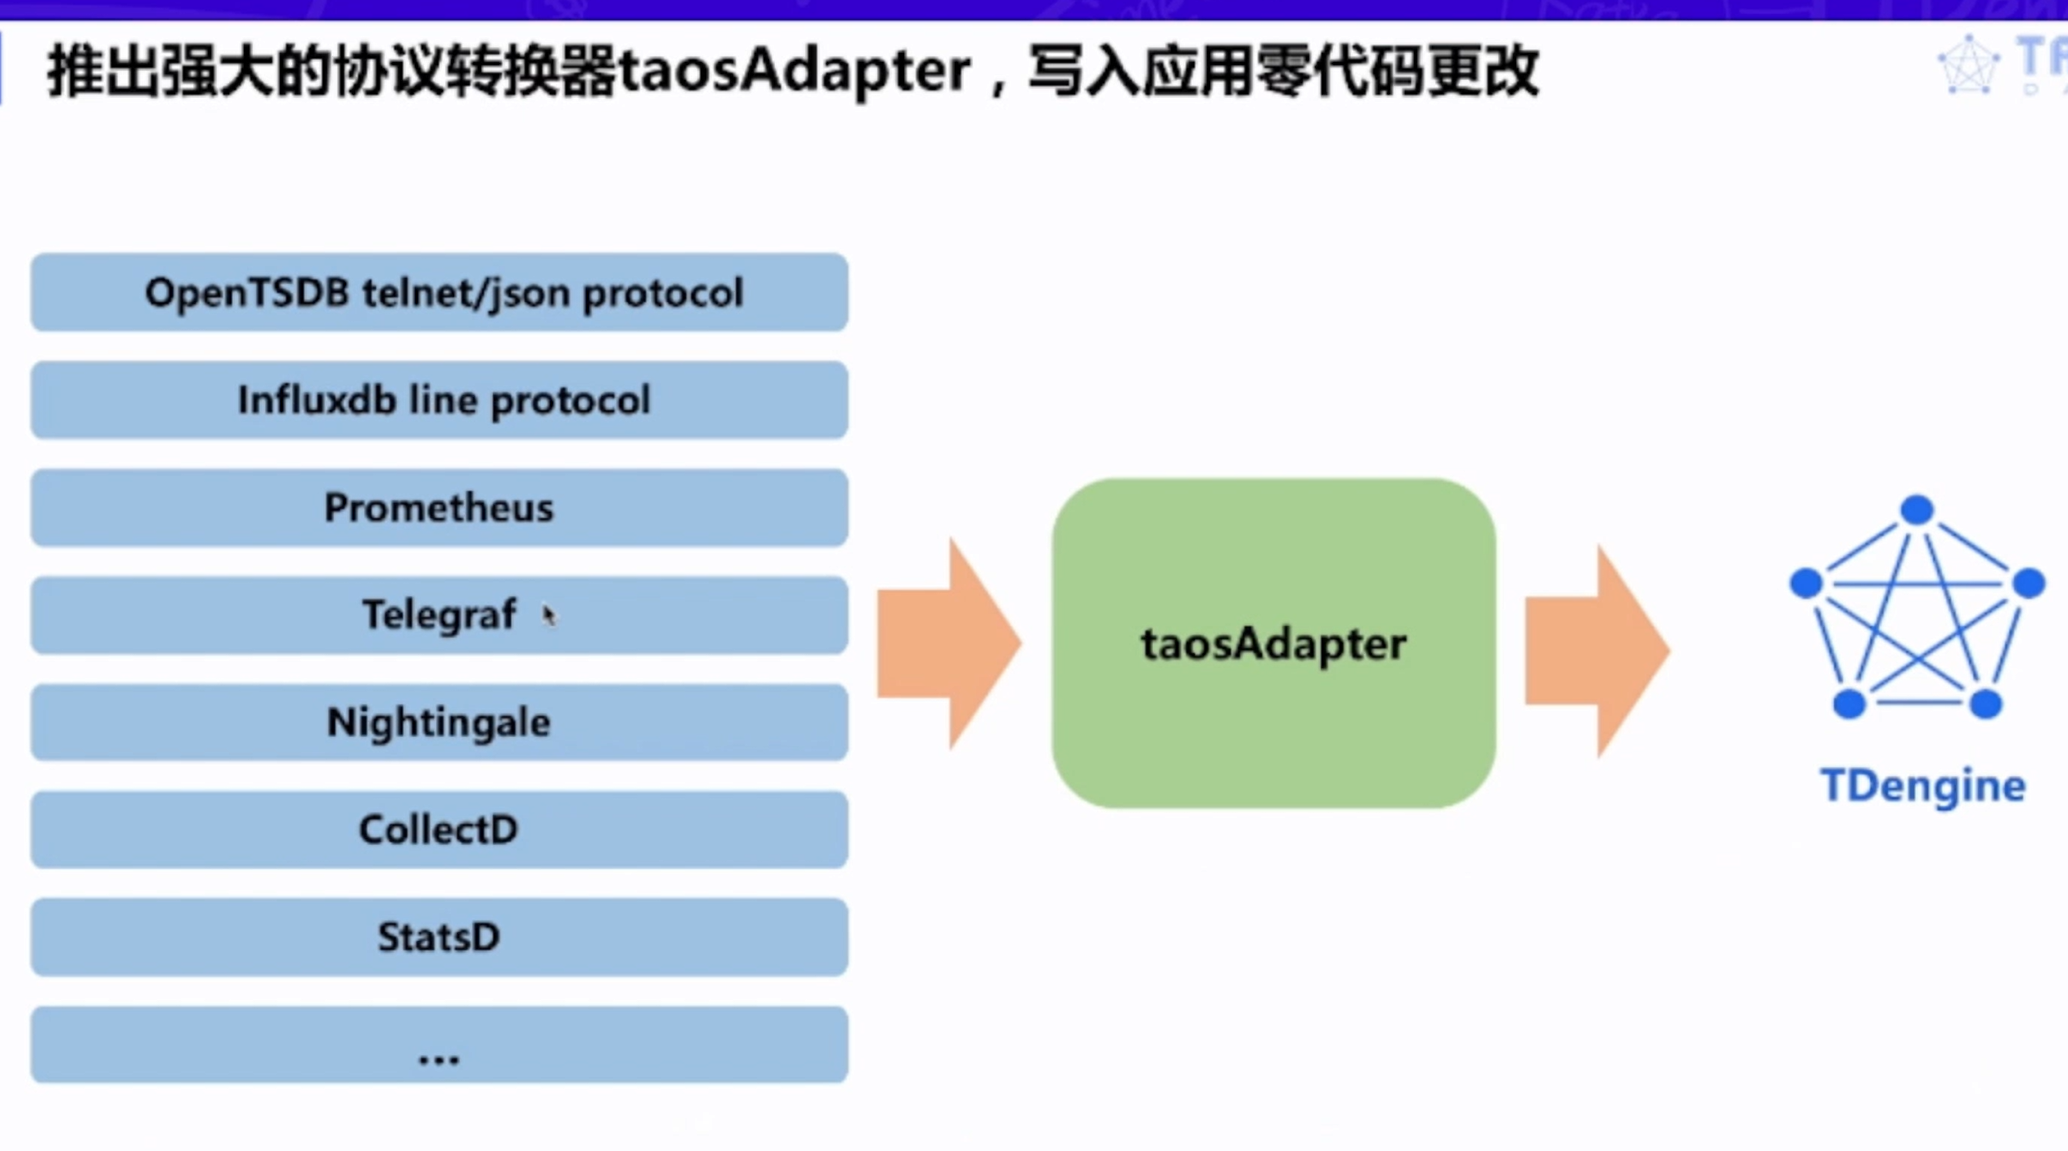 推出强大的协议转换器taosAdapter，写入应用零代码更改
OpenTSDB telnet/json protocol
Influxdb line protocol
Prometheus
Telegraf
Nightingale
CollectD
StatsD
...
taosAdapter
TDengine